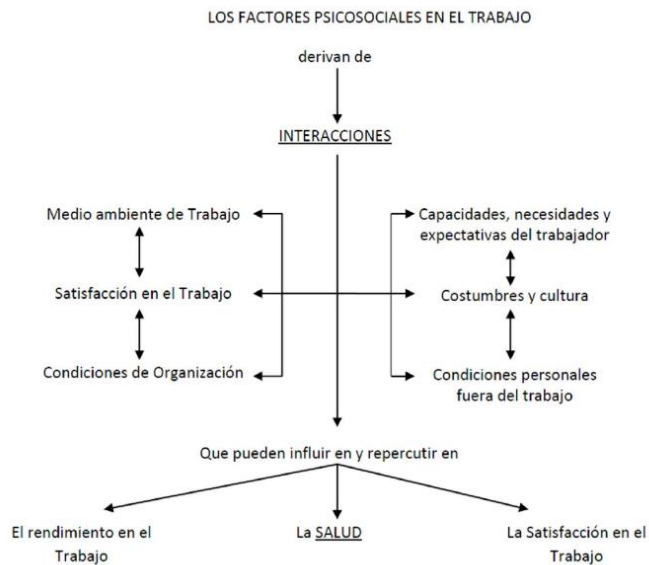 LOS FACTORES PSICOSOCIALES EN EL TRABAJO
derivan de
INTERACCIONES
Medio ambiente de Trabajo
Capacidades, necesidades y
expectativas del trabajador
Satisfacción en el Trabajo
Costumbres y cultura
Condiciones de Organización
Condiciones personales
fuera del trabajo
Que pueden influir en y repercutir en
El rendimiento en el
Trabajo
La SALUD
La Satisfacción en el
Trabajo